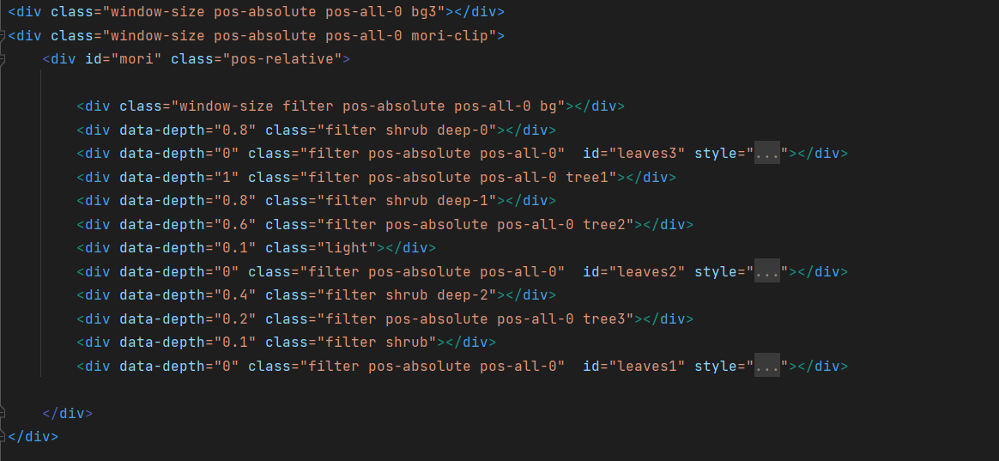 <div class="window-size pos-absolute pos-all-0 bg3"></div>
<div class="window-size pos-absolute pos-all-0 mori-clip">
<div id="mori" class="pos-relative">
<div class="window-size filter pos-absolute pos-all-0 bg"></div>
<div data-depth="0.8" class="filter shrub deep-0"></div>
<div data-depth="0" class="filter pos-absolute pos-all-0"  id="leaves3" style="..."></div>
<div data-depth="1" class="filter pos-absolute pos-all-0 tree1"></div>
<div data-depth="0.8" class="filter shrub deep-1"></div>
<div data-depth="0.6" class="filter pos-absolute pos-all-0 tree2"></div>
<div data-depth="0.1" class="light"></div>
<div data-depth="0" class="filter pos-absolute pos-all-0"  id="leaves2" style="..."></div>
<div data-depth="0.4" class="filter shrub deep-2"></div>
<div data-depth="0.2" class="filter pos-absolute pos-all-0 tree3"></div>
<div data-depth="0.1" class="filter shrub"></div>
<div data-depth="0" class="filter pos-absolute pos-all-0"  id="leaves1" style="..."></div>
</div>
</div>